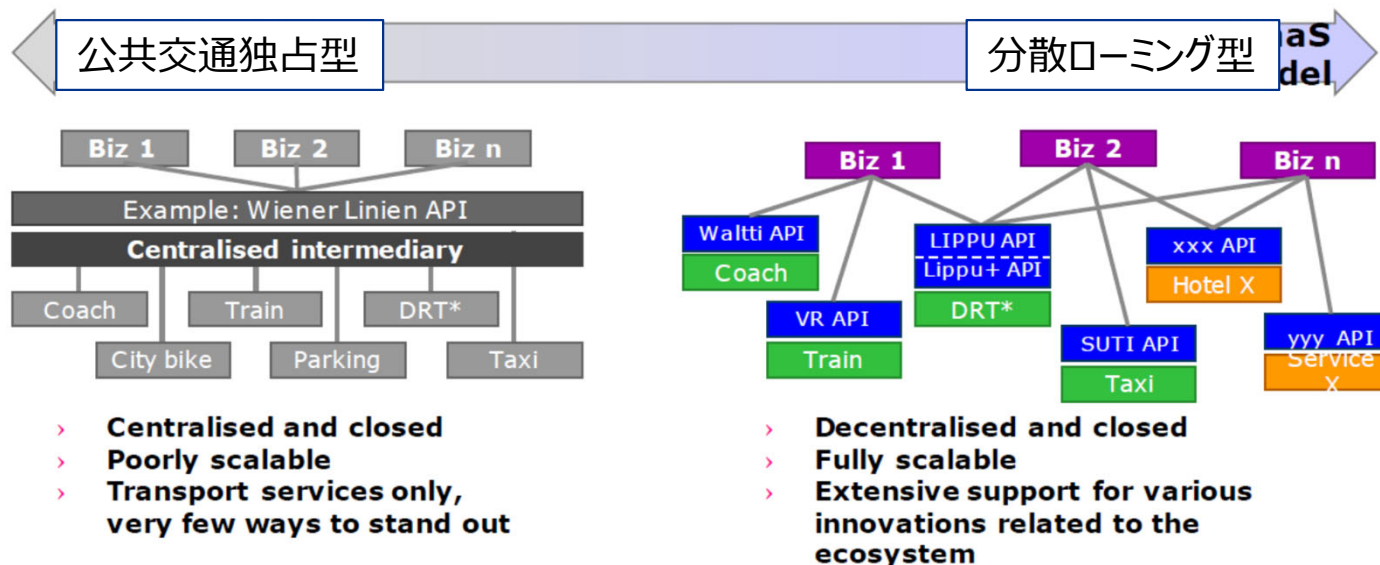 公共交通独占型
分散ローミング型
aaS
del
Biz 1
Biz 2
Biz n
Example: Wiener Linien API
Centralised intermediary
Coach
Train
DRT*
City bike
Parking
Taxi
› Centralised and closed
› Poorly scalable
› Transport services only,
very few ways to stand out
Biz 1
Biz 2
Biz n
Waltti API
Coach
LIPPU API
Lippu+ API
DRT*
xxx API
Hotel X
VR API
Train
SUTI API
Taxi
yyy API
Service
X
› Decentralised and closed
› Fully scalable
› Extensive support for various
innovations related to the
ecosystem